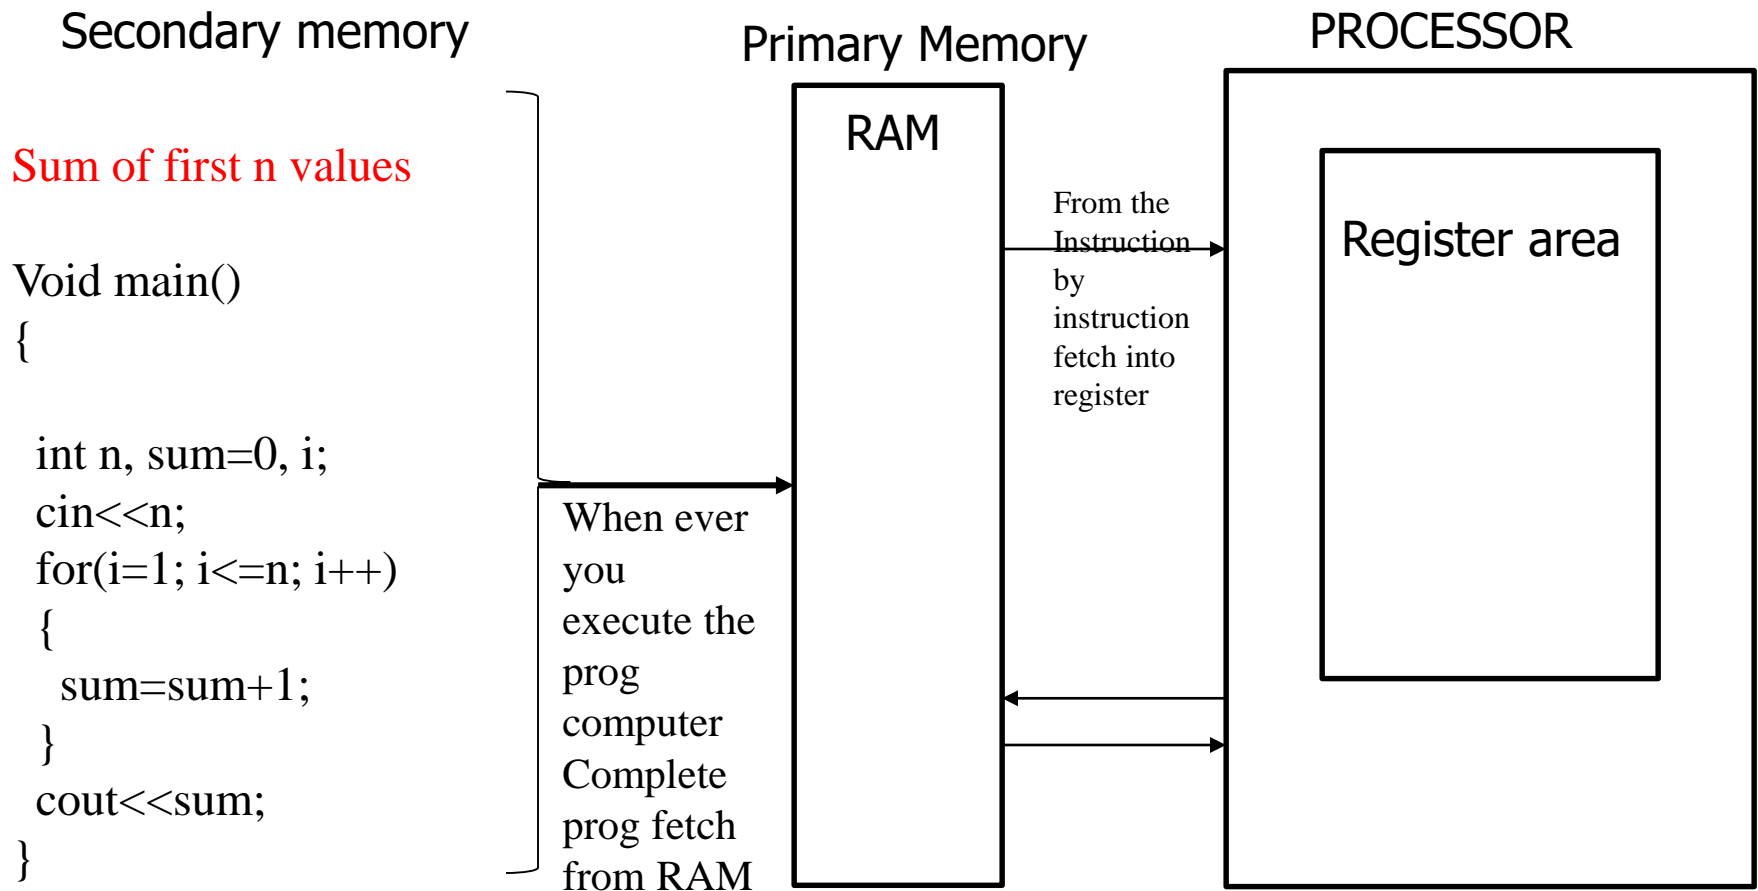 Secondary memory
Sum of first n values
Void main()
{
int n, sum=0, i;
cin<<n;
for(i=1; i<=n; i++)
{
sum=sum+1;
}
cout<<sum;
}
When ever
you
execute the
prog
computer
Complete
prog fetch
from RAM
Primary Memory
RAM
From the
Instruction
by
instruction
fetch into
register
PROCESSOR
Register area